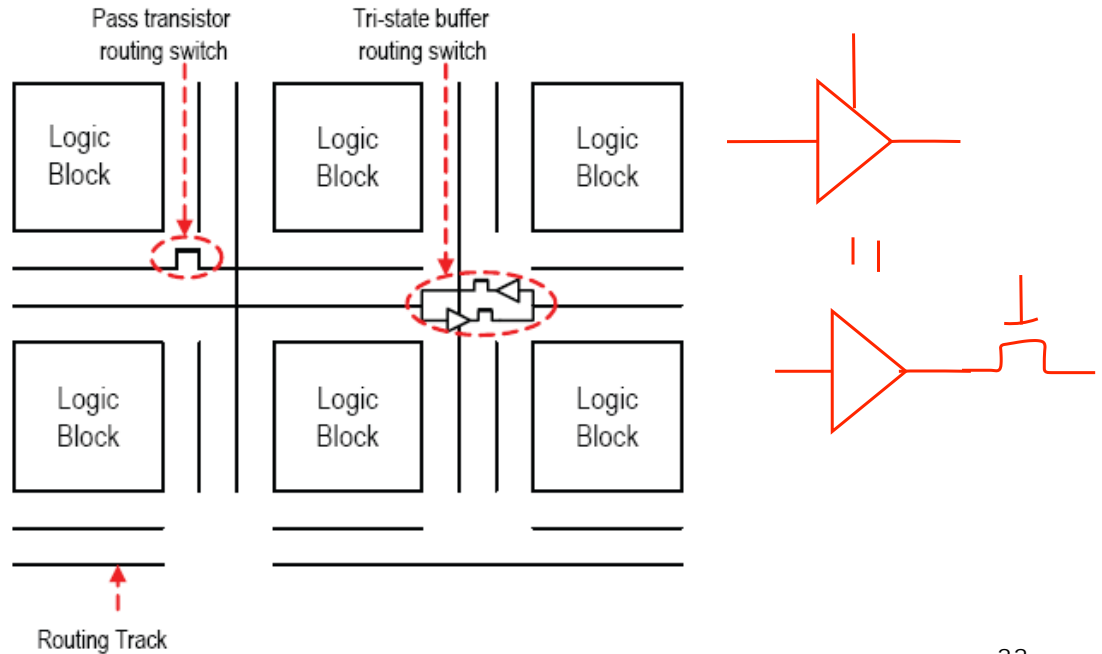 Pass transistor
routing switch
Tri-state buffer
routing switch
Logic
Block
Logic
Block
Logic
Block
Logic
Block
Logic
Block
Logic
Block
Routing Track